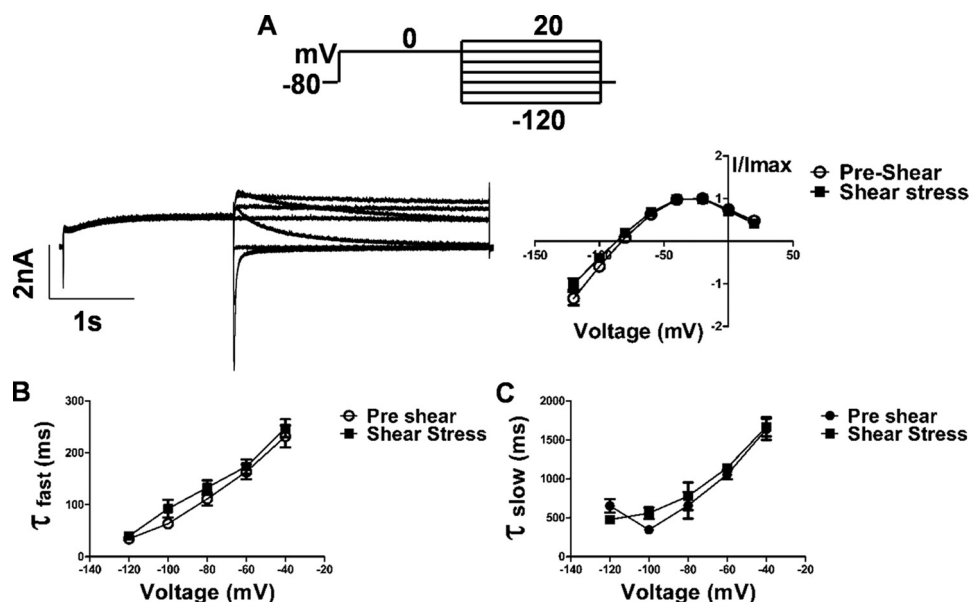 A
0
20
mV
-80
-120
2nA
1s
I/Imax
2
1
-1
-2
-150
-100
-50
50
Pre-Shear
Shear stress
Voltage (mV)
B
300
200
100
0
τ fast (ms)
-140
-120
-100
-80
-60
-40
-20
Voltage (mV)
Pre shear
Shear Stress
C
2000
1500
1000
500
0
τ slow (ms)
-140
-120
-100
-80
-60
-40
-20
Voltage (mV)
Pre shear
Shear Stress